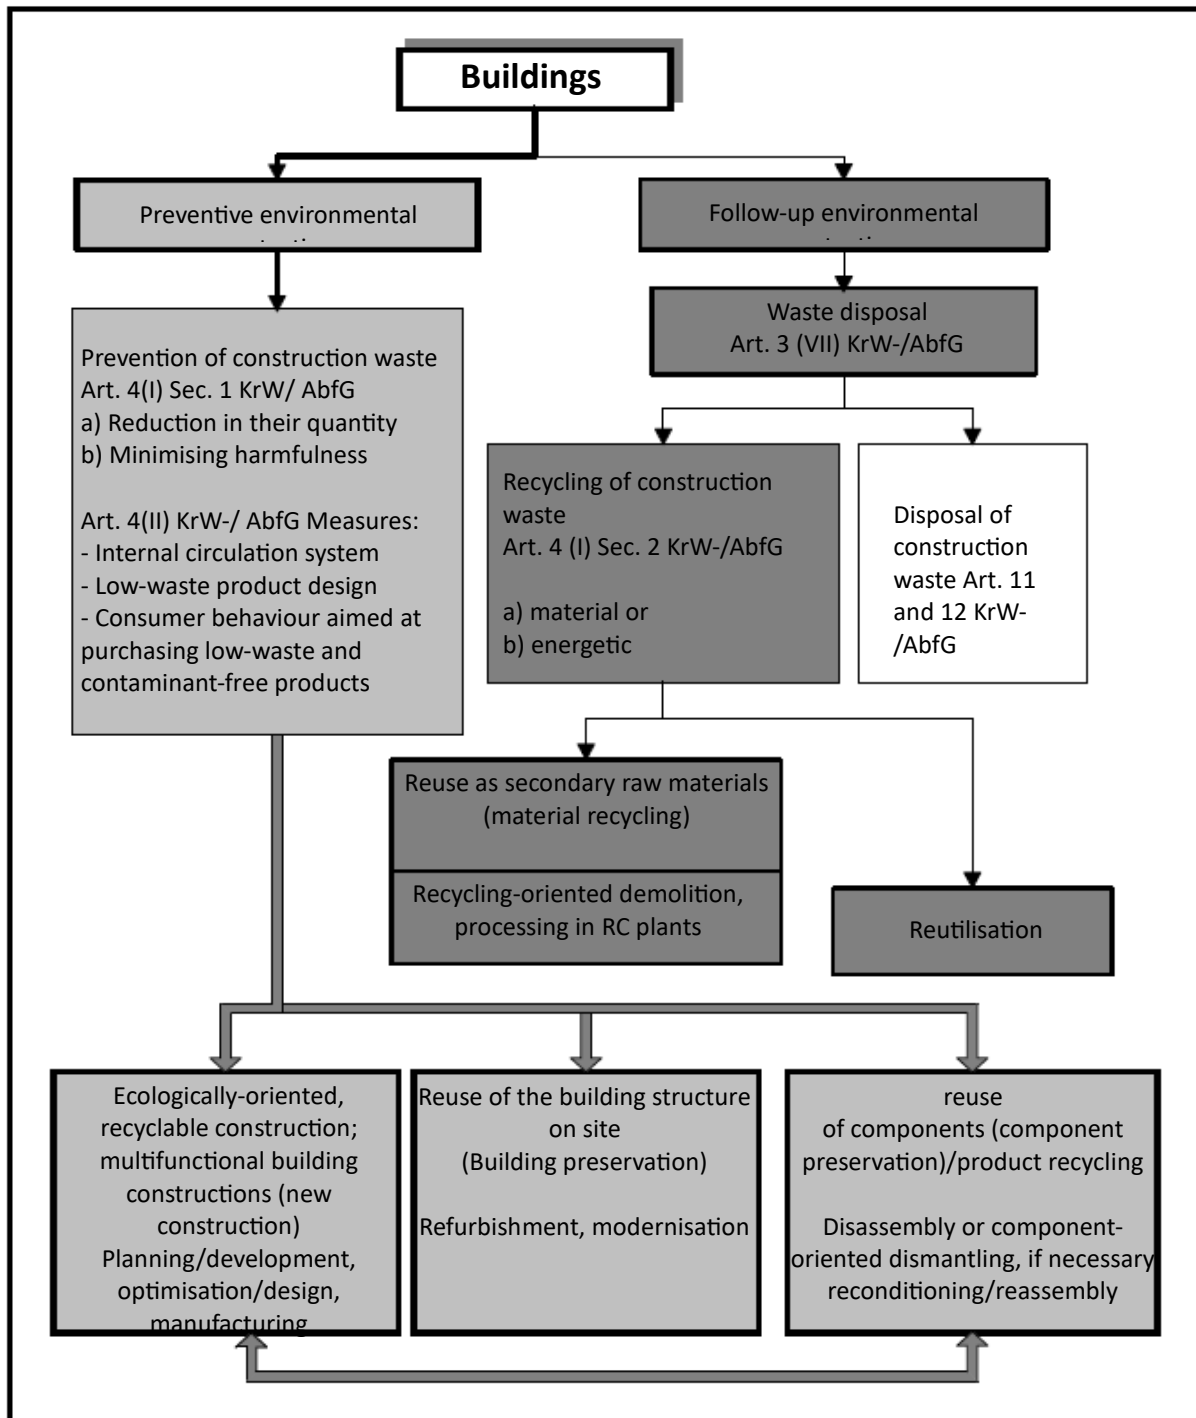 Buildings
Preventive environmental
Follow-up environmental
Waste disposal
Art. 3 (VII) KrW-/AbfG
Prevention of construction waste
Art. 4(I) Sec. 1 KrW/ AbfG
a) Reduction in their quantity
b) Minimising harmfulness
Art. 4(II) KrW-/ AbfG Measures:
- Internal circulation system
- Low-waste product design
- Consumer behaviour aimed at
purchasing low-waste and
contaminant-free products
Recycling of construction
waste
Art. 4 (I) Sec. 2 KrW-/AbfG
a) material or
b) energetic
Disposal of
construction
waste Art. 11
and 12 KrW-
/AbfG
Reuse as secondary raw materials
(material recycling)
Recycling-oriented demolition,
processing in RC plants
Reutilisation
Ecologically-oriented,
recyclable construction;
multifunctional building
constructions (new
construction)
Planning/development,
optimisation/design,
manufacturing
Reuse of the building structure
on site
(Building preservation)
Refurbishment, modernisation
reuse
of components (component
preservation)/product recycling
Disassembly or component-
oriented dismantling, if necessary
reconditioning/reassembly